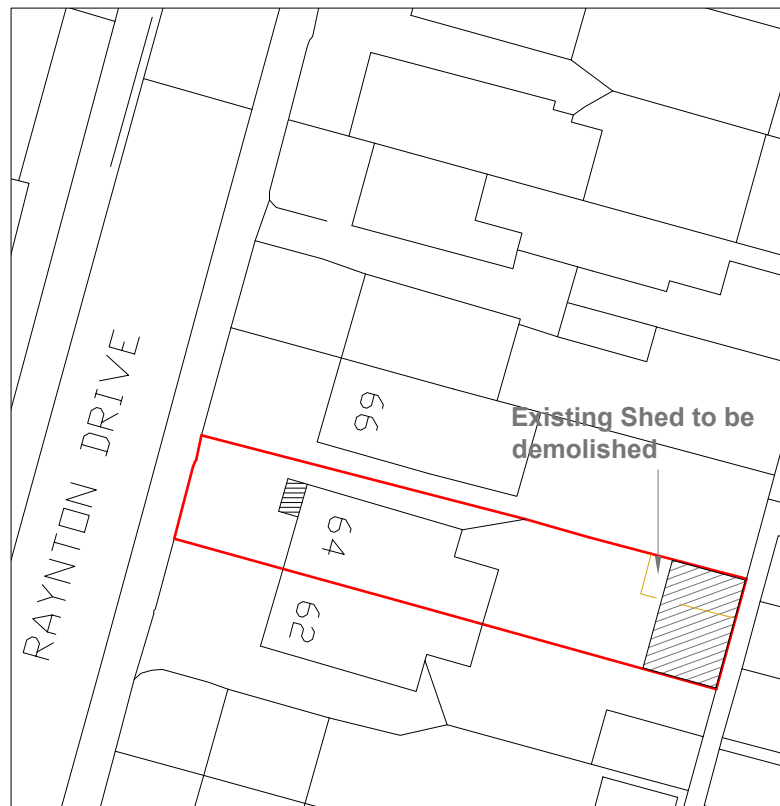 66
Existing Shed to be
demolished
64
62
RAYNTON DRIVE